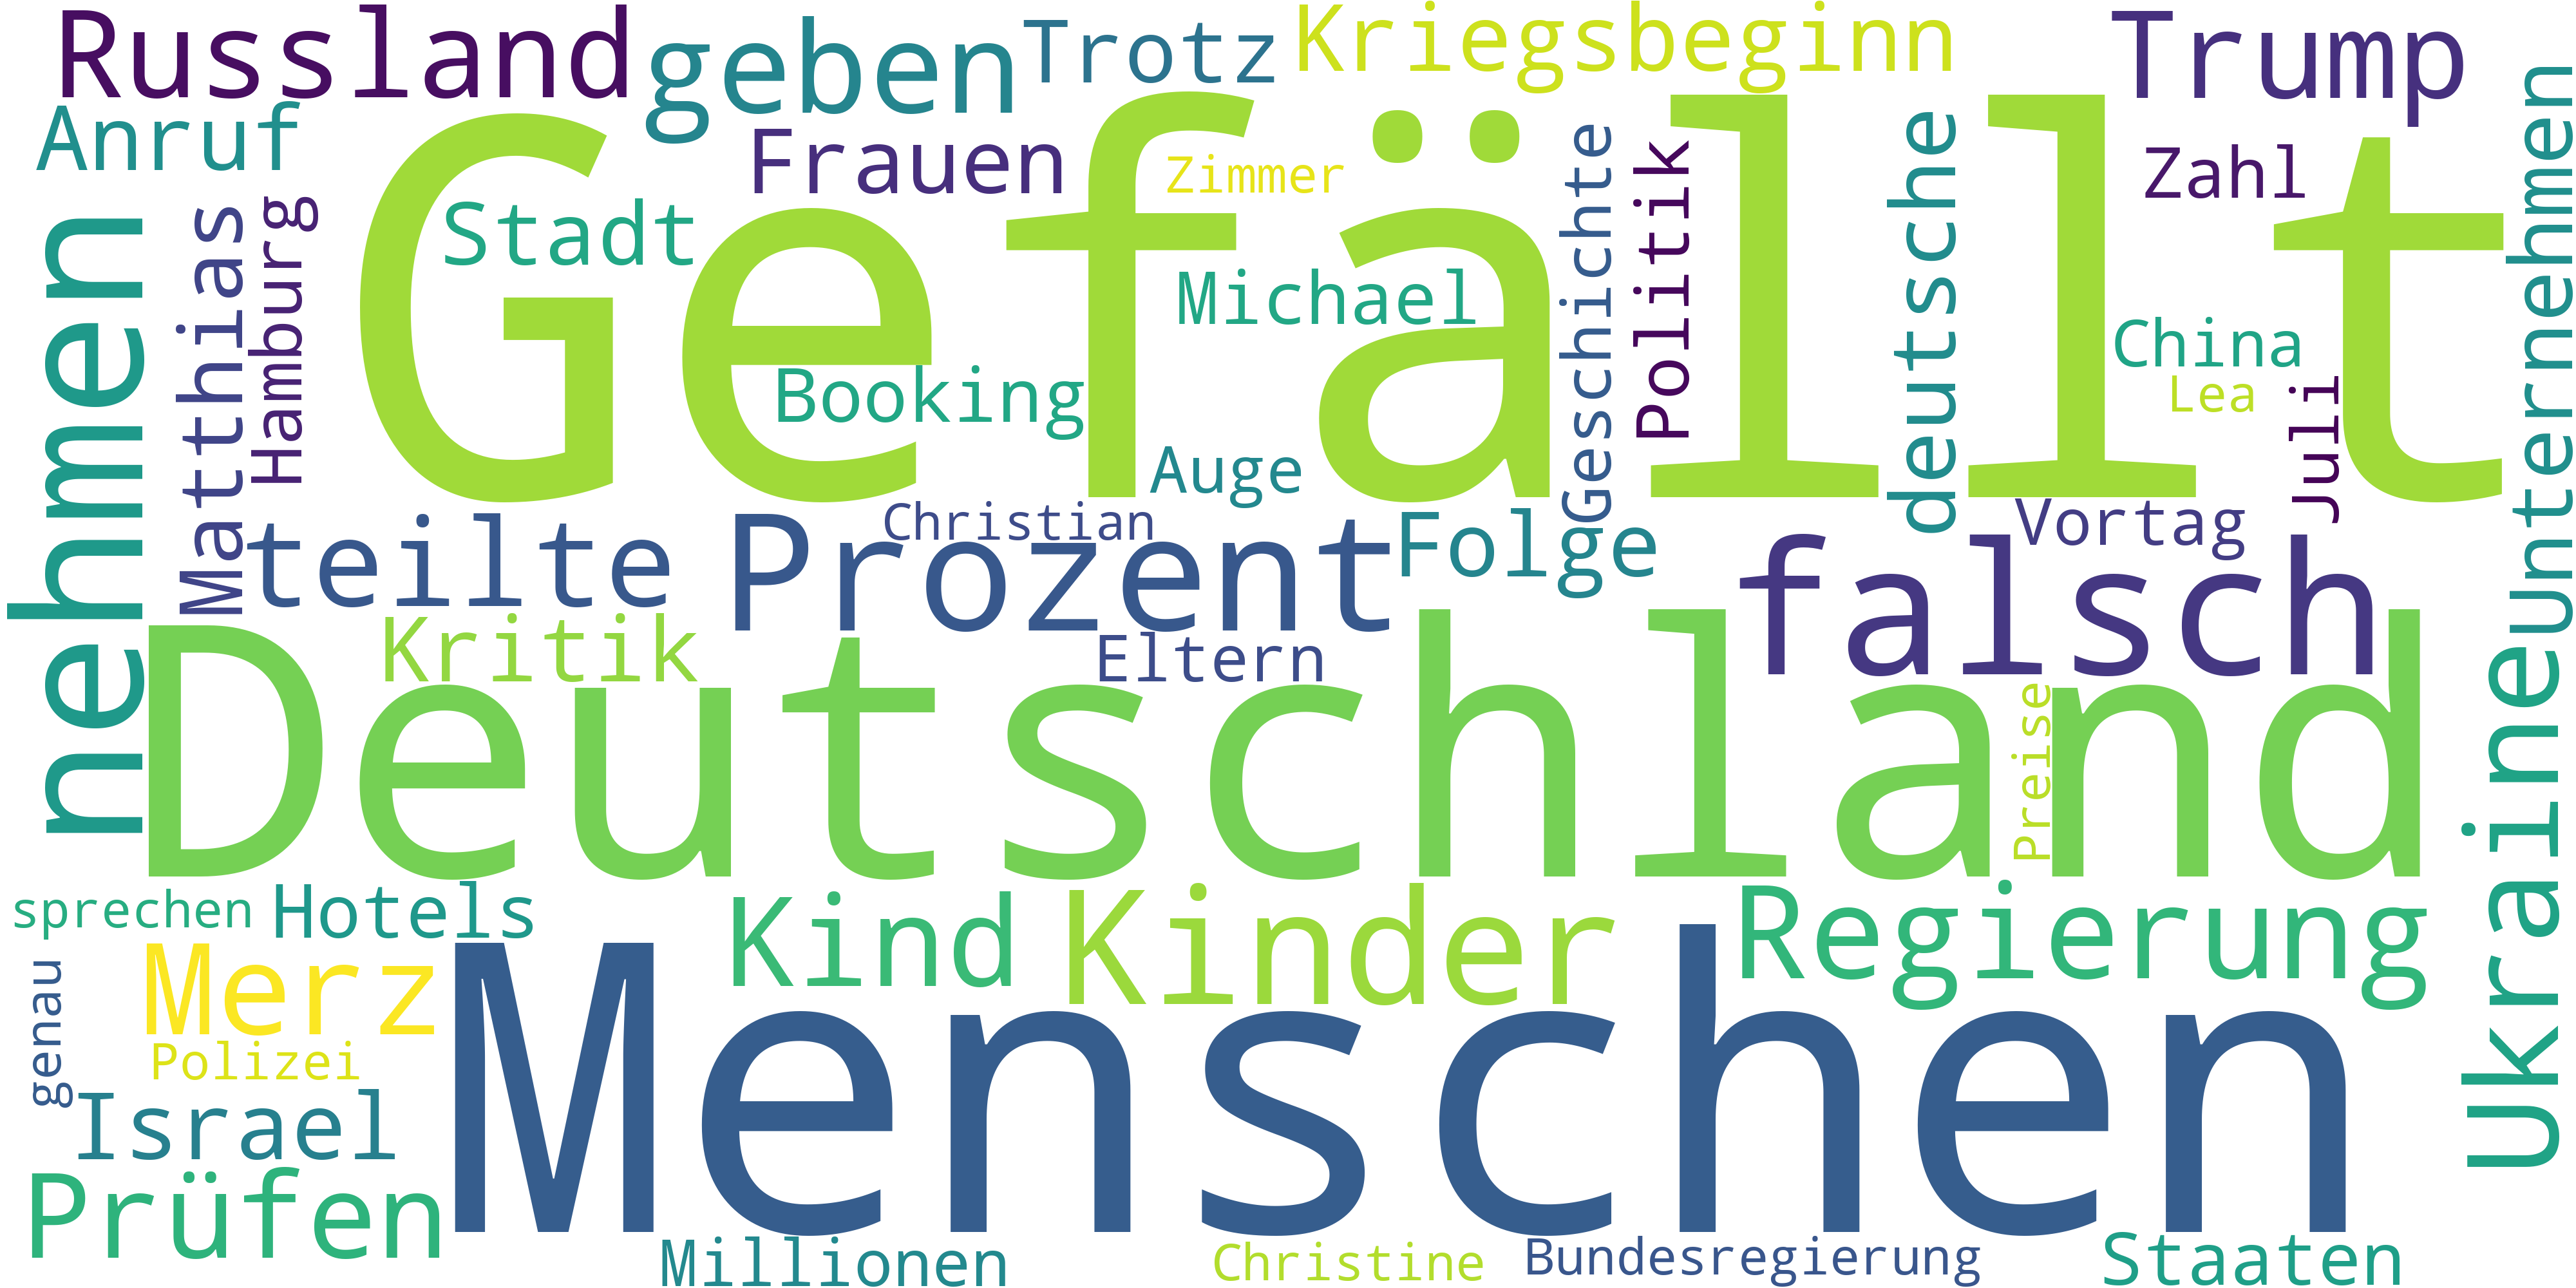 Russland
geben
Trotz
Kriegsbeginn
Trump
Anruf
Frauen
Zimmer
Zahl
Gefällt
Stadt
Michael
Geschichte
Politik
deutsche
China
Lea
Juli
Unternehmen
nehmen
Matthias
Hamburg
Booking
Auge
Christian
Vortag
teilte
Prozent
Folge
falsch
Kritik
Eltern
Deutschland
Preise
Ukraine
sprechen
Hotels
Kind
Kinder
Regierung
genau
Merz
Polizei
Menschen
Israel
Prüfen
Millionen
Christine
Bundesregierung
Staaten